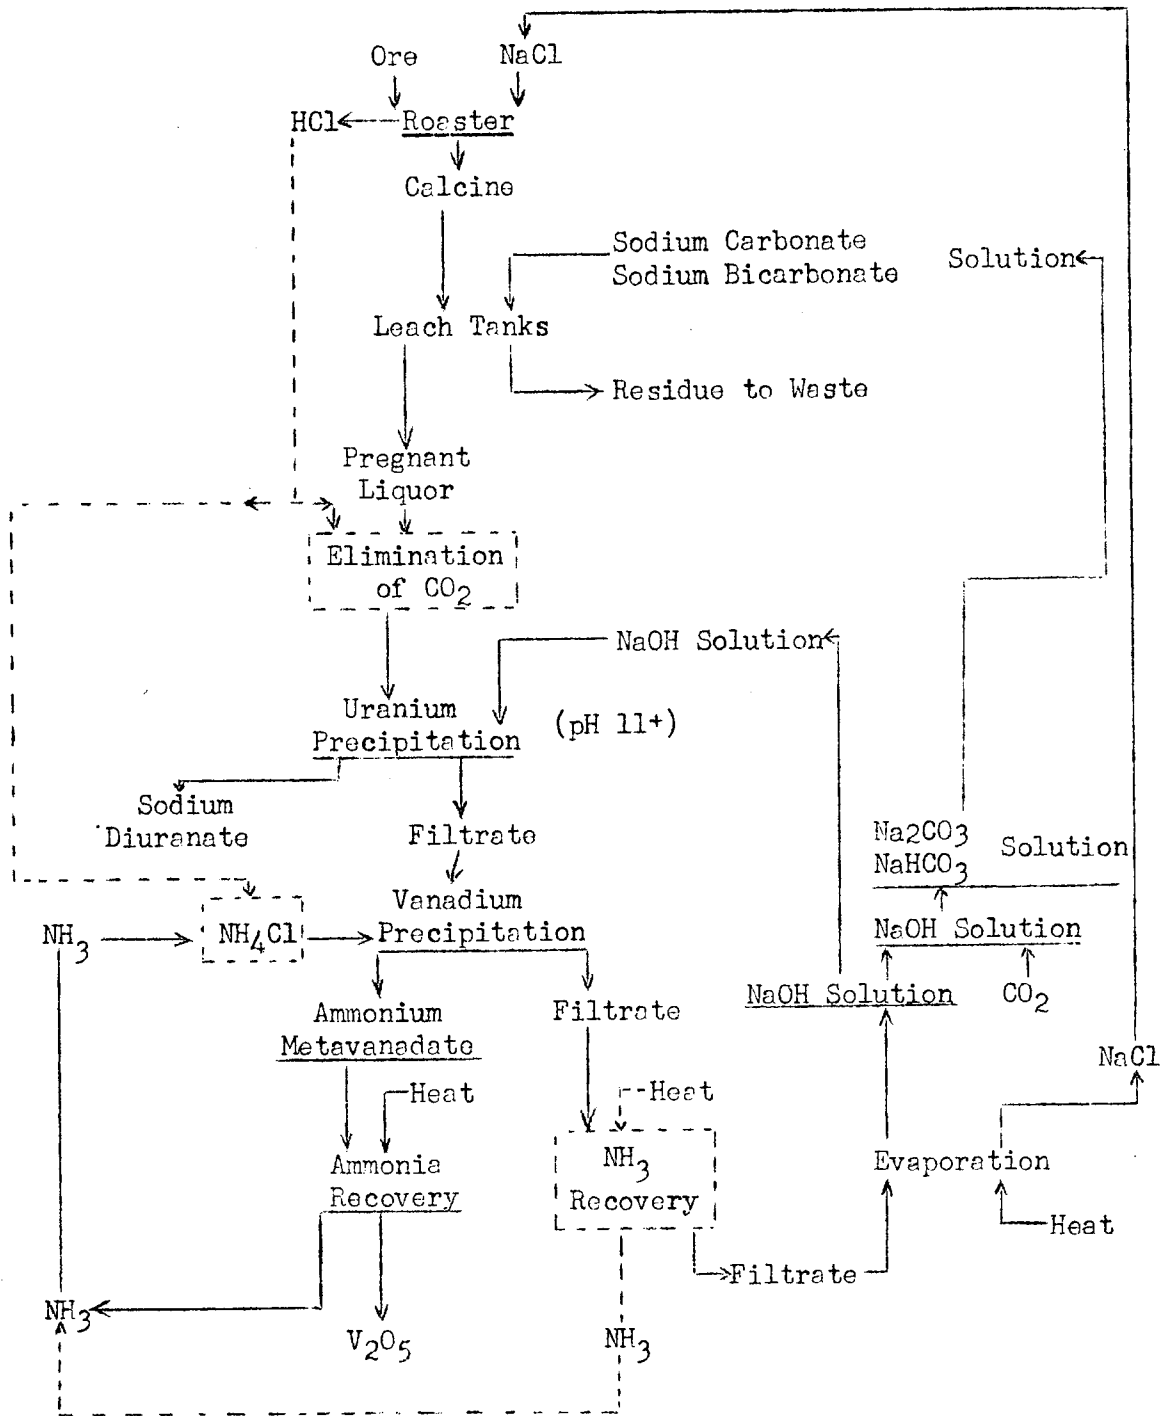 Ore
NaCl
HCl
Roaster
Calcine
Sodium Carbonate
Sodium Bicarbonate
Solution
Leach Tanks
Residue to Waste
Pregnant
Liquor
Elimination
of CO2
NaOH Solution
Uranium
Precipitation
(pH 11+)
Sodium
Diuranate
Filtrate
Na2CO3
NaHCO3
Solution
Vanadium
Precipitation
NH3
NH4Cl
NaOH Solution
NaOH Solution
CO2
Ammonium
Metavanadate
Filtrate
NaCl
Heat
Heat
Ammonia
Recovery
NH3
Recovery
Evaporation
Heat
Filtrate
NH3
V2O5
NH3